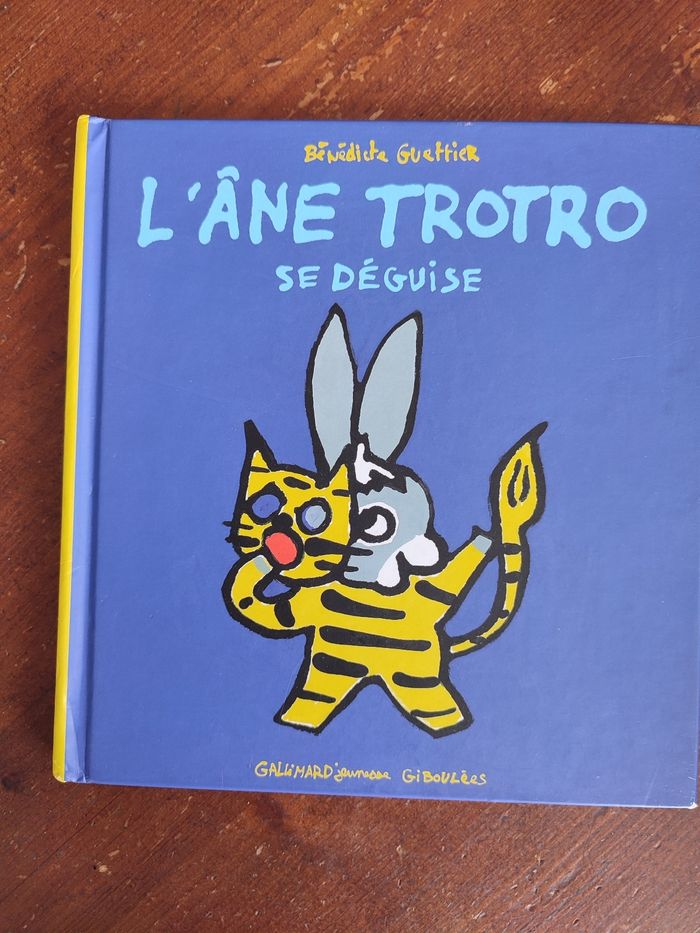 Bénédicte Guettier
L'ÂNE TROTRO
SE DÉGUISE
GALLiMARD jeunesse GiBOULÉES